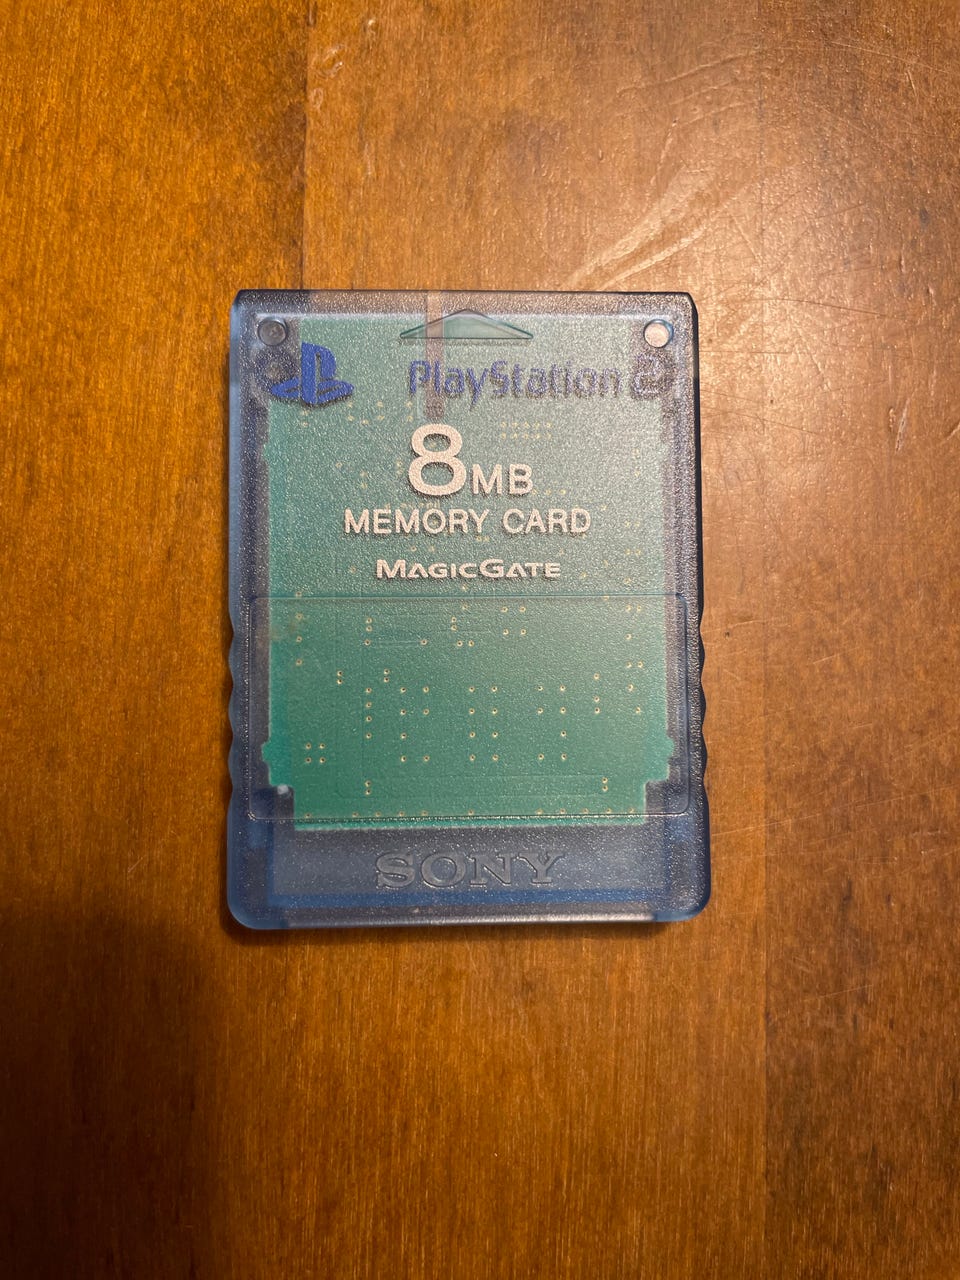 PlayStation 2
8MB
MEMORY CARD
MAGICGATE
SONY